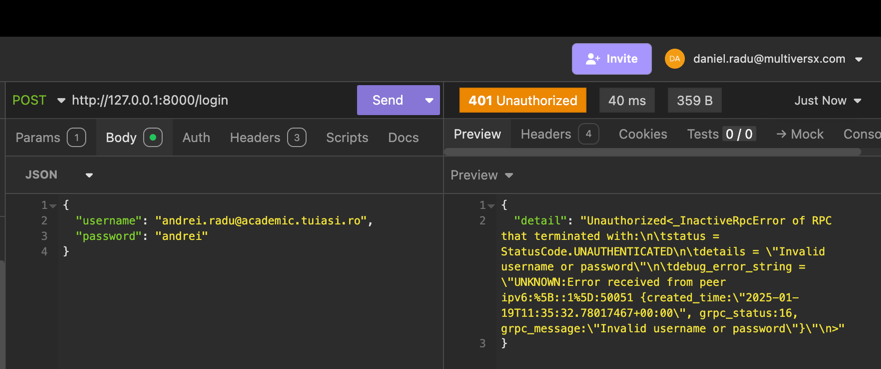 Invite
DA
daniel.radu@multiversx.com
POST http://127.0.0.1:8000/login
Send
401 Unauthorized
40 ms
359 B
Just Now
Params 1
Body
Auth
Headers 3
Scripts
Docs
Preview
Headers 4
Cookies
Tests 0 / 0
→ Mock
Conso
JSON
Preview
1 {
2 "username": "andrei.radu@academic.tuiasi.ro",
3 "password": "andrei"
4 }
1 {
2 "detail": "Unauthorized<_InactiveRpcError of RPC
that terminated with:\n\tstatus =
StatusCode.UNAUTHENTICATED\n\tdetails = \"Invalid
username or password\"\n\tdebug_error_string =
\"UNKNOWN:Error received from peer
ipv6:%5B::1%5D:50051 {created_time:\"2025-01-
19T11:35:32.78017467+00:00\", grpc_status:16,
grpc_message:\"Invalid username or password\"}\"\n>"
3 }